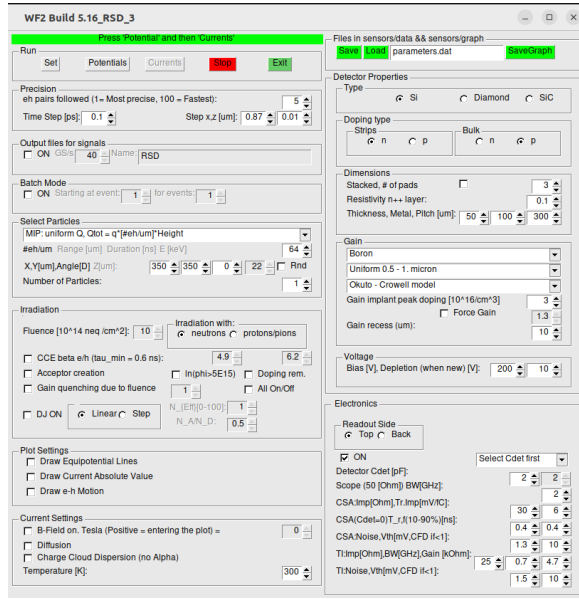 WF2 Build 5.16_RSD_3
Press 'Potential' and then 'Currents'
Run
Set Potentials Currents Stop Exit
Precision
eh pairs followed (1= Most precise, 100 = Fastest): 5
Time Step [ps]: 0.1 Step x,z [um]: 0.87 0.01
Output files for signals
ON GS/s 40 Name: RSD
Batch Mode
ON Starting at event: 1 for events: 1
Select Particles
MIP: uniform Q, Qtot = q*[#eh/um]*Height
#eh/um Range [um] Duration [ns] E [keV] 64
X,Y[um],Angle[D] Z[um]: 350 350 0 22 Rnd
Number of Particles: 1
Irradiation
Fluence [10^14 neq /cm^2]: 10
Irradiation with:
neutrons protons/pions
CCE beta e/h (tau_min = 0.6 ns): 4.9 6.2
Acceptor creation ln(phi>5E15) Doping rem.
Gain quenching due to fluence 1 All On/Off
DJ ON Linear Step
N_{Eff}[0-100]: 1
N_A/N_D: 0.5
Plot Settings
Draw Equipotential Lines
Draw Current Absolute Value
Draw e-h Motion
Current Settings
B-Field on. Tesla (Positive = entering the plot) = 0
Diffusion
Charge Cloud Dispersion (no Alpha)
Temperature [K]: 300
Files in sensors/data && sensors/graph
Save Load parameters.dat SaveGraph
Detector Properties
Type
Si Diamond SiC
Doping type
Strips
n p
Bulk
n p
Dimensions
Stacked, # of pads 3
Resistivity n++ layer: 0.1
Thickness, Metal, Pitch [um]: 50 100 300
Gain
Boron
Uniform 0.5 - 1. micron
Okuto - Crowell model
Gain implant peak doping [10^16/cm^3] 3
Force Gain 1.3
Gain recess (um): 10
Voltage
Bias [V], Depletion (when new) [V]: 200 10
Electronics
Readout Side
Top Back
ON Select Cdet first
Detector Cdet [pF]: 2 2
Scope (50 [Ohm]) BW[GHz]: 2
CSA:Imp[Ohm],Tr.Imp[mV/fC]: 30 6
CSA(Cdet=0)T_r,f(10-90%)[ns]: 0.4 0.4
CSA:Noise,Vth[mV,CFD if<1]: 1.3 10
TI:Imp[Ohm],BW[GHz],Gain [kOhm]: 25 0.7 4.7
TI:Noise,Vth[mV,CFD if<1]: 1.5 10